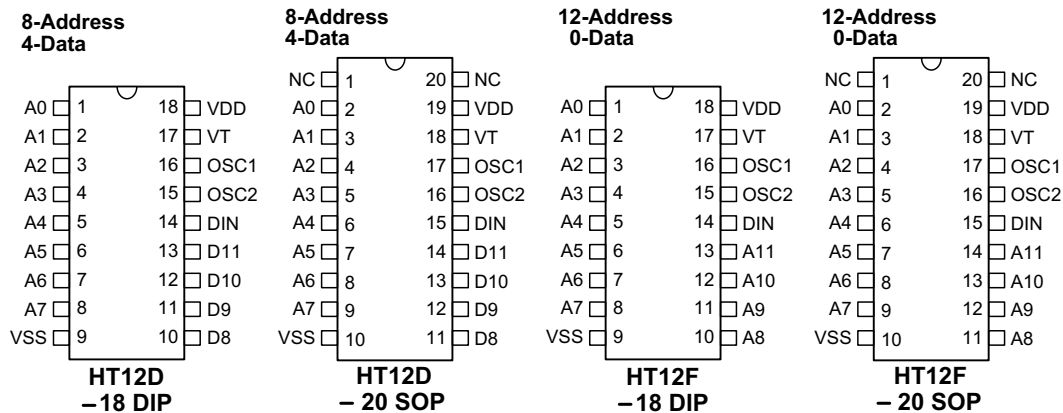 8-Address
4-Data
NC 1 20 NC
A0 1 18 VDD
A1 2 17 VT
A2 3 16 OSC1
A3 4 15 OSC2
A4 5 14 DIN
A5 6 13 D11
A6 7 12 D10
A7 8 11 D9
VSS 9 10 D8
HT12D
–18 DIP
8-Address
4-Data
A0 2 19 VDD
A1 3 18 VT
A2 4 17 OSC1
A3 5 16 OSC2
A4 6 15 DIN
A5 7 14 D11
A6 8 13 D10
A7 9 12 D9
VSS 10 11 D8
HT12D
– 20 SOP
12-Address
0-Data
A0 1 18 VDD
A1 2 17 VT
A2 3 16 OSC1
A3 4 15 OSC2
A4 5 14 DIN
A5 6 13 A11
A6 7 12 A10
A7 8 11 A9
VSS 9 10 A8
HT12F
–18 DIP
12-Address
0-Data
NC 1 20 NC
A0 2 19 VDD
A1 3 18 VT
A2 4 17 OSC1
A3 5 16 OSC2
A4 6 15 DIN
A5 7 14 A11
A6 8 13 A10
A7 9 12 A9
VSS 10 11 A8
HT12F
– 20 SOP